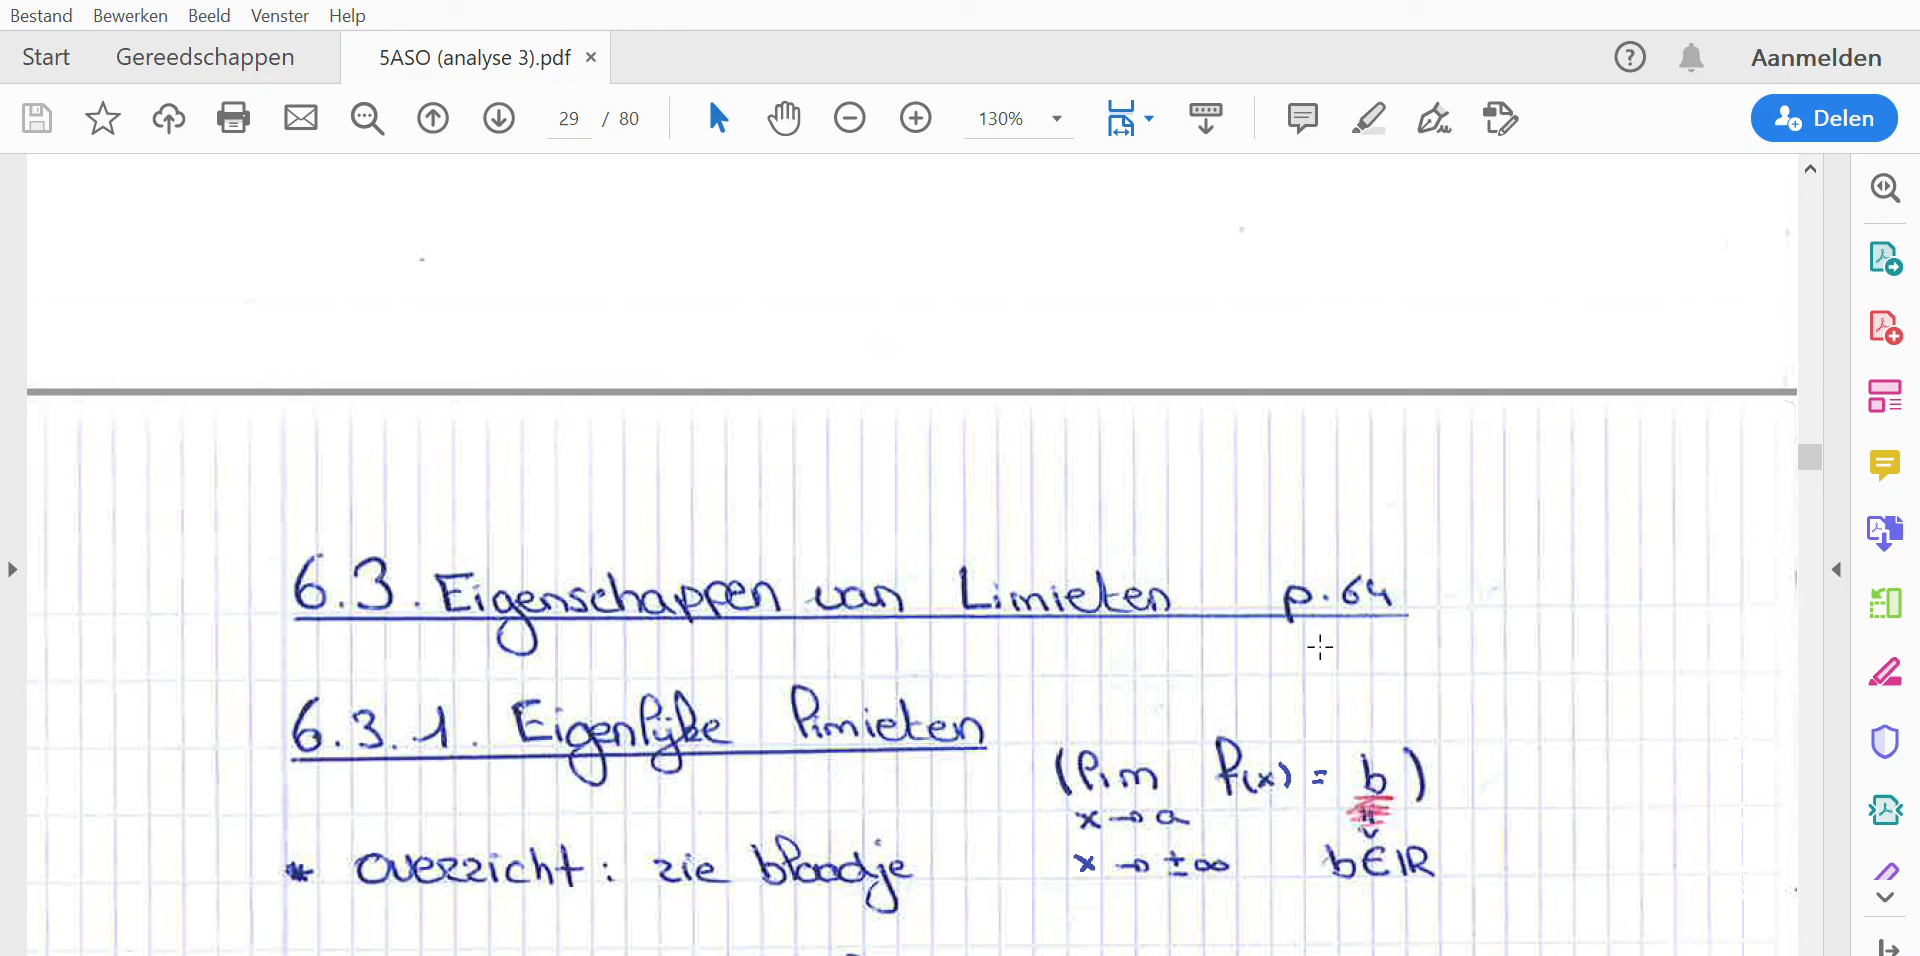 Bestand Bewerken Beeld Venster Help
Start Gereedschappen 5ASO (analyse 3).pdf × Aanmelden
29 / 80 130% Delen
6.3. Eigenschappen van Limieten p.64
6.3.1. Eigenlijke limieten
(lim f(x) = b)
x→a
* overzicht: zie blaadje x→±∞ b∈ℝ